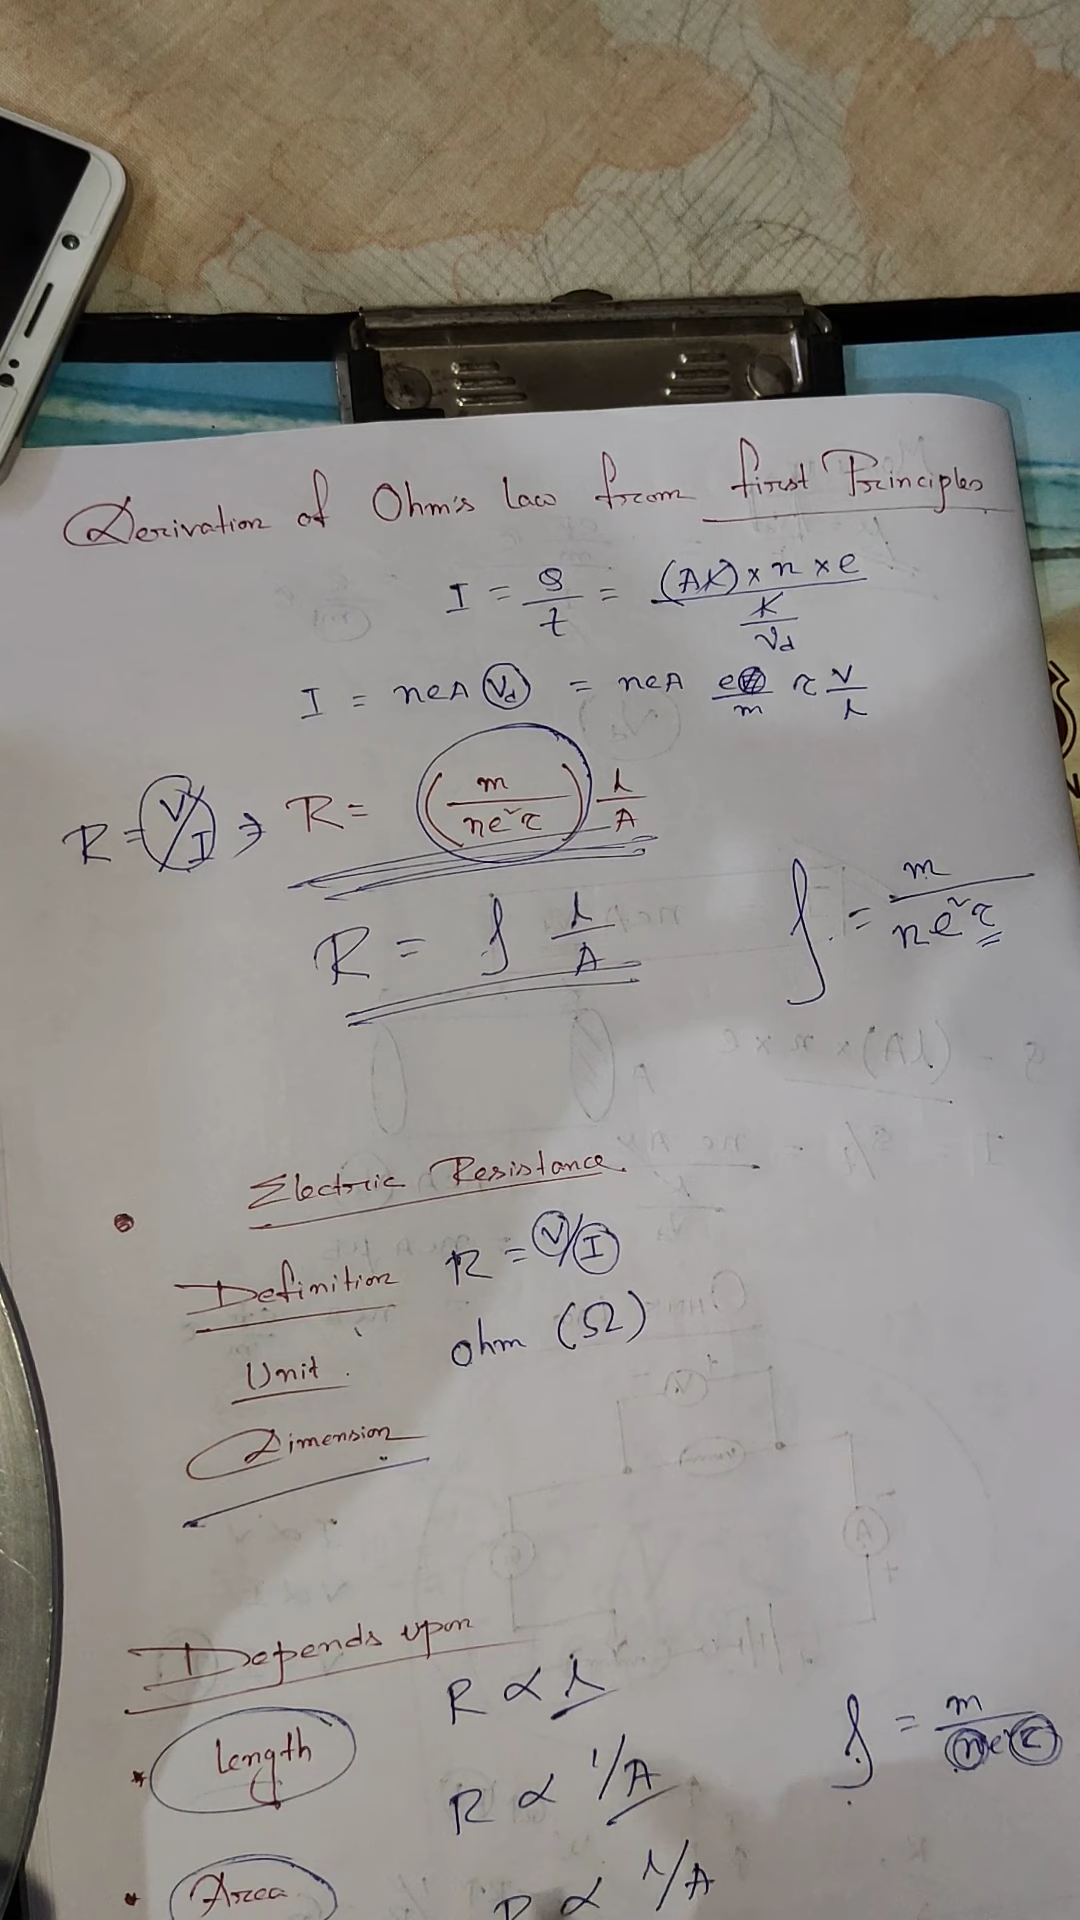 Derivation of Ohm's law from first Principles
I = Q/t = (Al) × n × e / (l/Vd)
I = neA Vd = neA e/m τ V/l
R = V/I ⇒ R = (m/ne²τ) l/A
R = ρ l/A    ρ = m/ne²τ
Electric Resistance.
Definition R = V/I
Unit. ohm (Ω)
Dimension
Depends upon
Length R ∝ l
R ∝ 1/A    ρ = m/ne²τ
Area R ∝ l/A